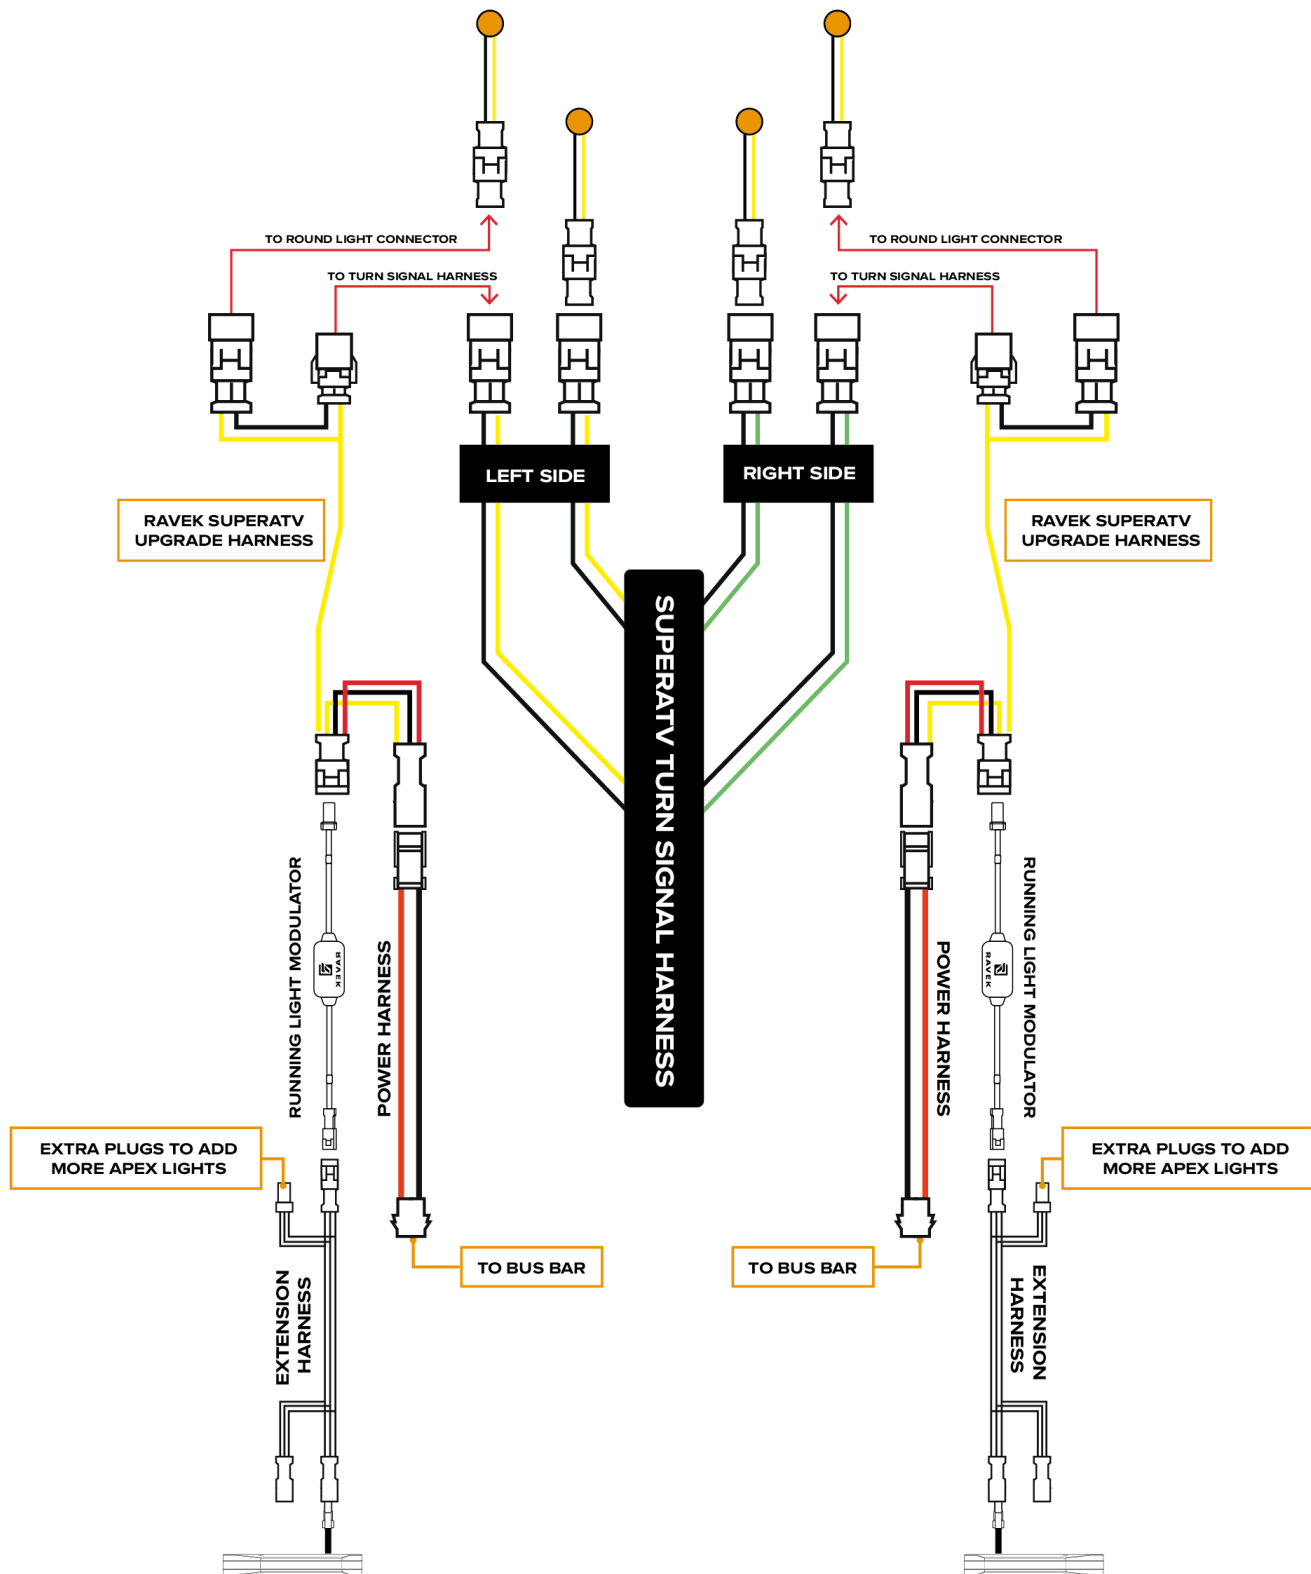 TO ROUND LIGHT CONNECTOR
TO ROUND LIGHT CONNECTOR
TO TURN SIGNAL HARNESS
TO TURN SIGNAL HARNESS
LEFT SIDE
RIGHT SIDE
RAVEK SUPERATV
UPGRADE HARNESS
RAVEK SUPERATV
UPGRADE HARNESS
SUPERATV TURN SIGNAL HARNESS
RUNNING LIGHT MODULATOR
RAVEK
POWER HARNESS
POWER HARNESS
RAVEK
RUNNING LIGHT MODULATOR
EXTRA PLUGS TO ADD
MORE APEX LIGHTS
EXTRA PLUGS TO ADD
MORE APEX LIGHTS
TO BUS BAR
TO BUS BAR
EXTENSION
HARNESS
EXTENSION
HARNESS